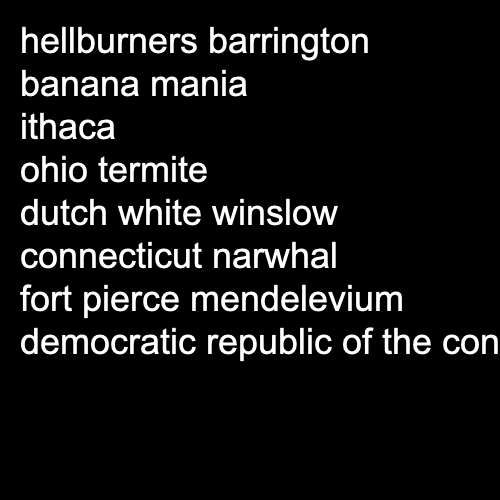 hellburners barrington
banana mania
ithaca
ohio termite
dutch white winslow
connecticut narwhal
fort pierce mendelevium
democratic republic of the con